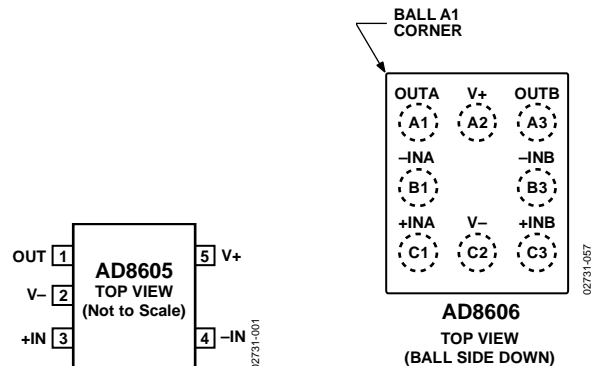 BALL A1
CORNER
OUTA V+ OUTB
A1 A2 A3
–INA –INB
B1 B3
+INA V– +INB
C1 C2 C3
02731-057
AD8606
TOP VIEW
(BALL SIDE DOWN)
OUT 1 5 V+
AD8605
TOP VIEW
(Not to Scale)
V– 2
+IN 3 4 –IN
02731-001